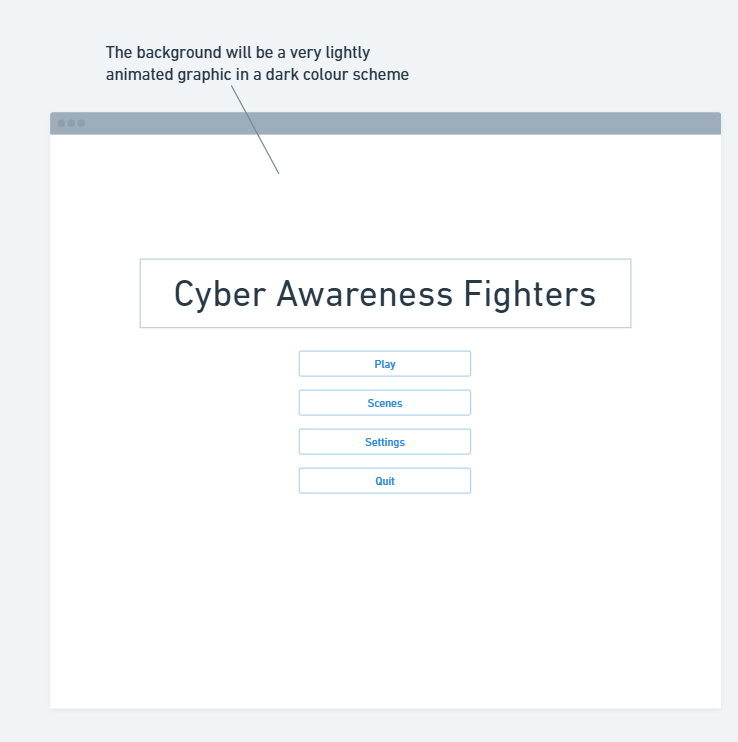 The background will be a very lightly
animated graphic in a dark colour scheme
Cyber Awareness Fighters
Play
Scenes
Settings
Quit